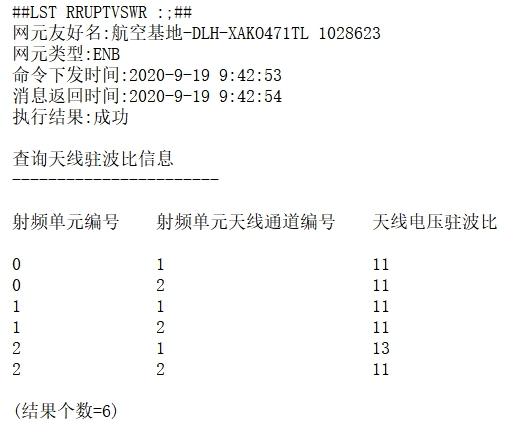 ##LST RRUPTVSWR :;##
网元友好名:航空基地-DLH-XAK0471TL 1028623
网元类型:ENB
命令下发时间:2020-9-19 9:42:53
消息返回时间:2020-9-19 9:42:54
执行结果:成功
查询天线驻波比信息
-----------------------
射频单元编号 射频单元天线通道编号 天线电压驻波比
0 1 11
0 2 11
1 1 11
1 2 11
2 1 13
2 2 11
(结果个数=6)